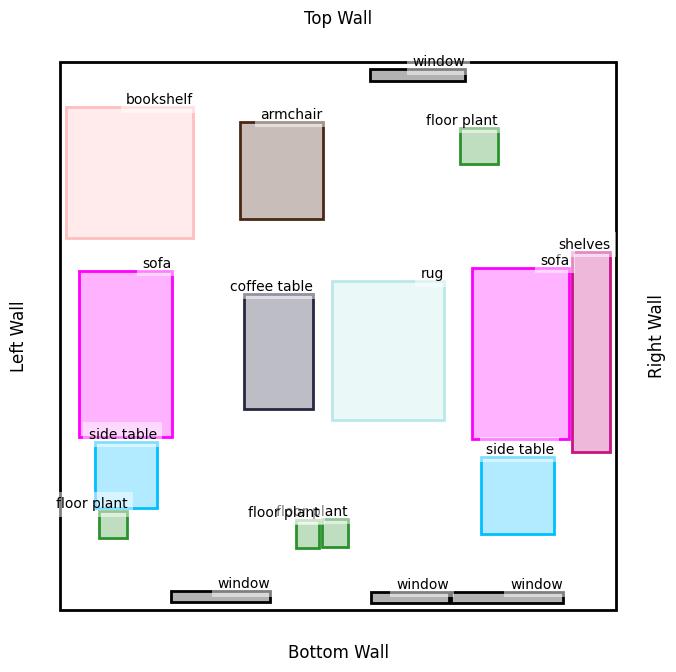 Top Wall
window
bookshelf
armchair
floor plant
shelves
sofa
sofa
rug
coffee table
Left Wall
Right Wall
side table
side table
floor plant
floor plant
floor plant
window
window
window
Bottom Wall